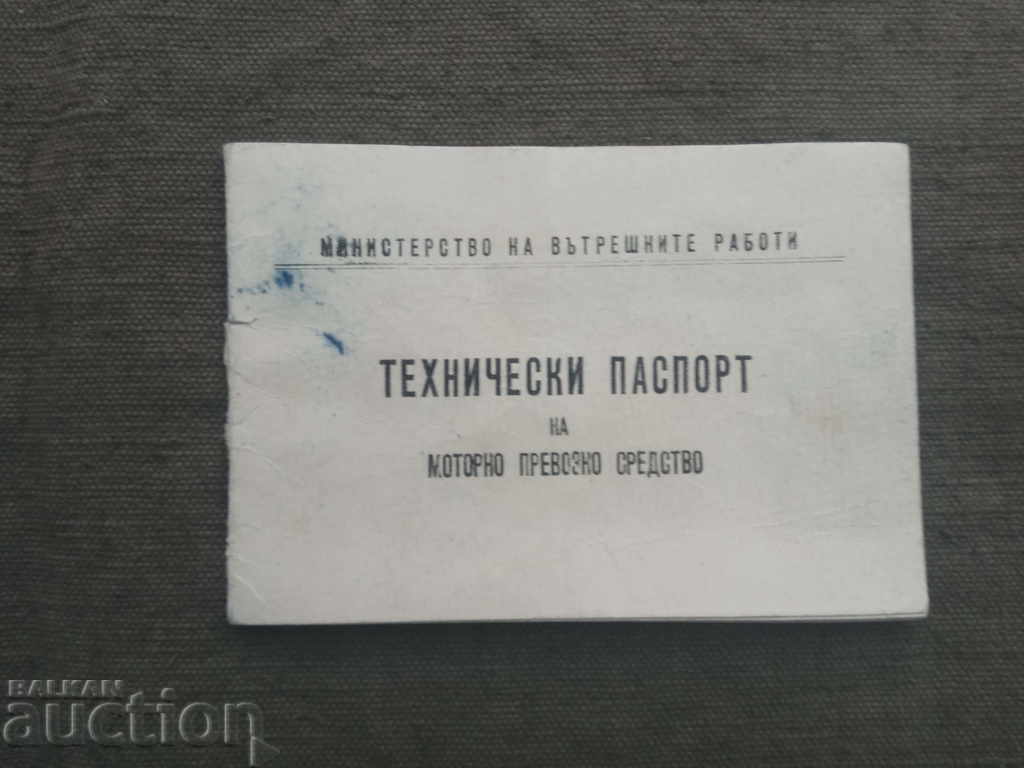 МИНИСТЕРСТВО НА ВЪТРЕШНИТЕ РАБОТИ
ТЕХНИЧЕСКИ ПАСПОРТ
НА
МОТОРНО ПРЕВОЗНО СРЕДСТВО
BALKAN
auction